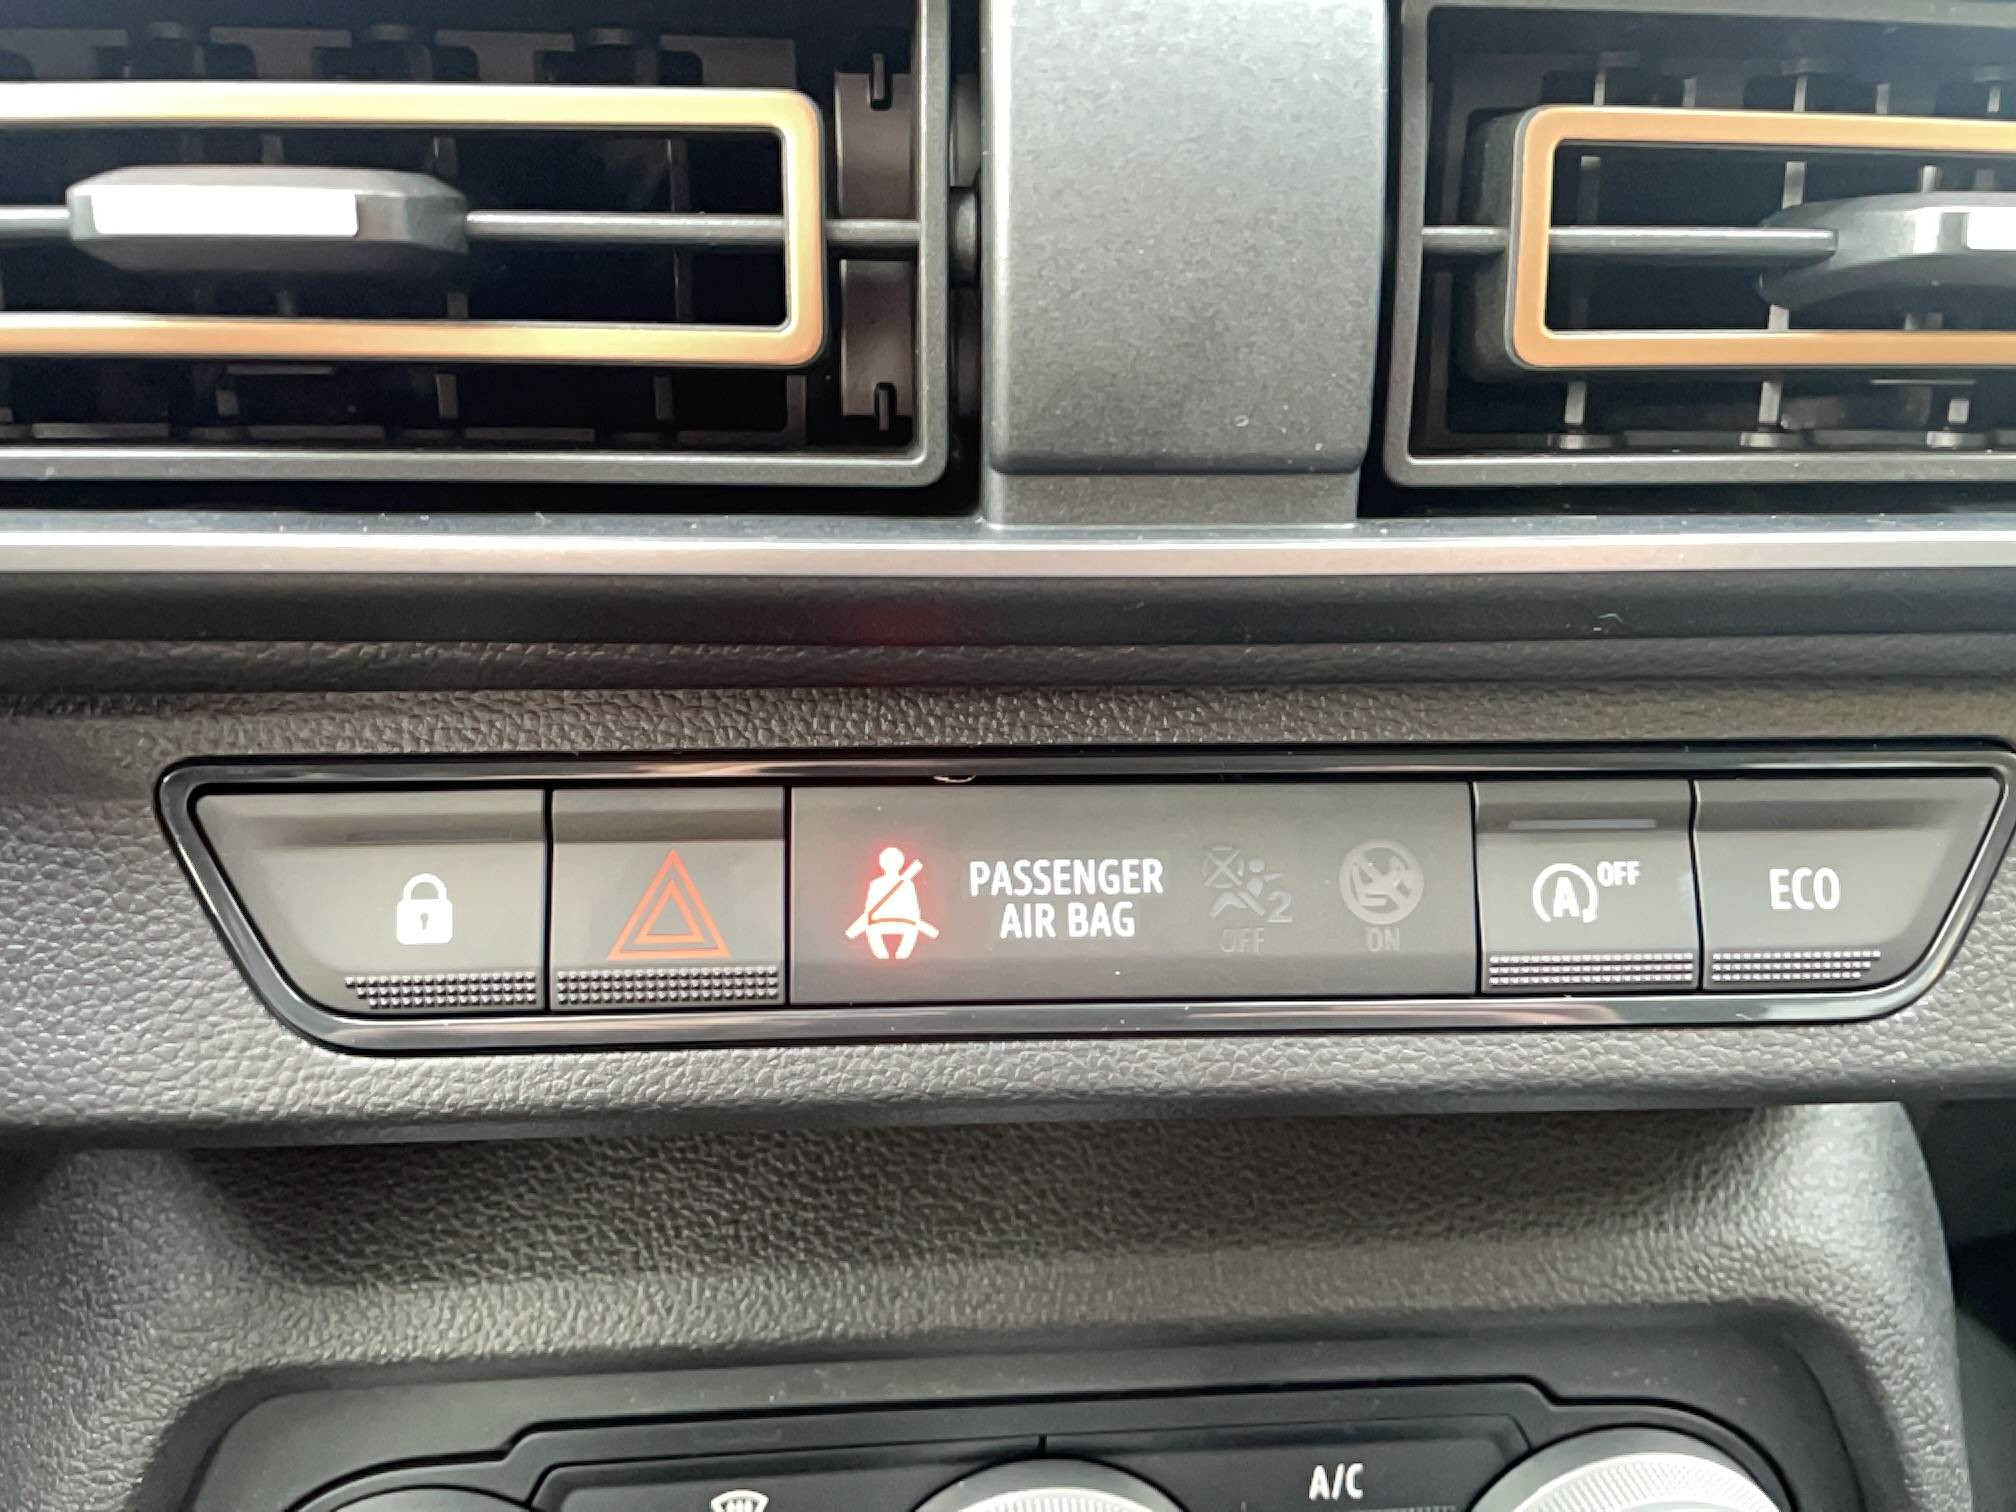 PASSENGER
AIR BAG
2
OFF
ON
A
OFF
ECO
A/C